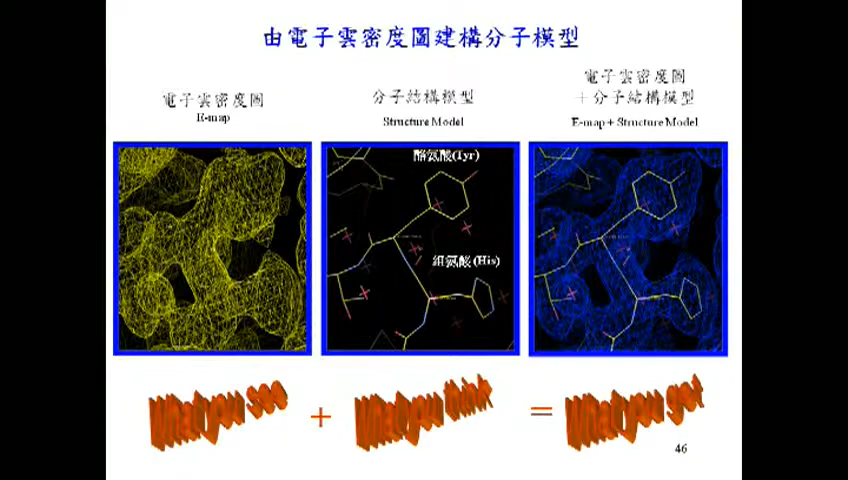 由電子雲密度圖建構分子模型
電子雲密度圖
E-map
分子結構模型
Structure Model
電子雲密度圖
＋分子結構模型
E-map + Structure Model
酪氨酸(Tyr)
組氨酸(His)
What you see + What you think = What you get
46